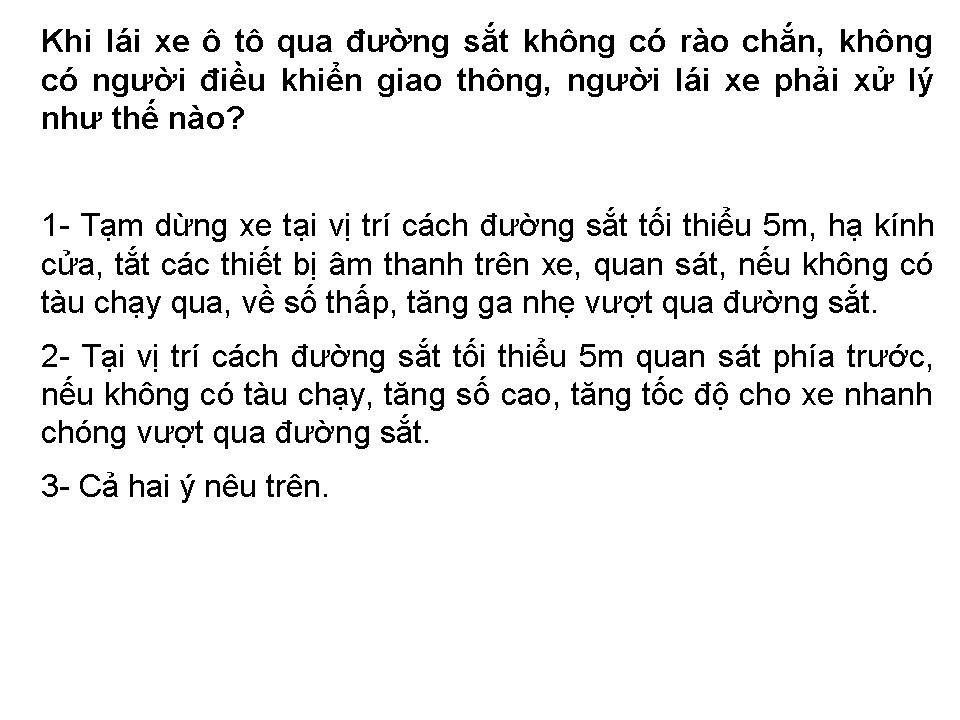 Khi lái xe ô tô qua đường sắt không có rào chắn, không
có người điều khiển giao thông, người lái xe phải xử lý
như thế nào?
1- Tạm dừng xe tại vị trí cách đường sắt tối thiểu 5m, hạ kính
cửa, tắt các thiết bị âm thanh trên xe, quan sát, nếu không có
tàu chạy qua, về số thấp, tăng ga nhẹ vượt qua đường sắt.
2- Tại vị trí cách đường sắt tối thiểu 5m quan sát phía trước,
nếu không có tàu chạy, tăng số cao, tăng tốc độ cho xe nhanh
chóng vượt qua đường sắt.
3- Cả hai ý nêu trên.